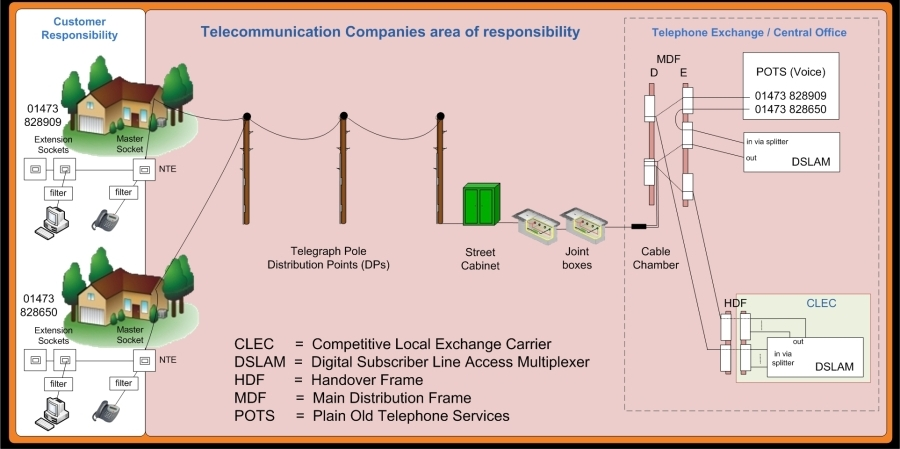 Customer
Responsibility
Telecommunication Companies area of responsibility
Telephone Exchange / Central Office
01473
828909
Extension
Sockets
Master
Socket
NTE
filter
filter
01473
828650
Extension
Sockets
Master
Socket
NTE
filter
filter
Telegraph Pole
Distribution Points (DPs)
Street
Cabinet
Joint
boxes
Cable
Chamber
MDF
D E
POTS (Voice)
01473 828909
01473 828650
in via splitter
out
DSLAM
HDF
CLEC
out
in via
splitter
DSLAM
CLEC = Competitive Local Exchange Carrier
DSLAM = Digital Subscriber Line Access Multiplexer
HDF = Handover Frame
MDF = Main Distribution Frame
POTS = Plain Old Telephone Services